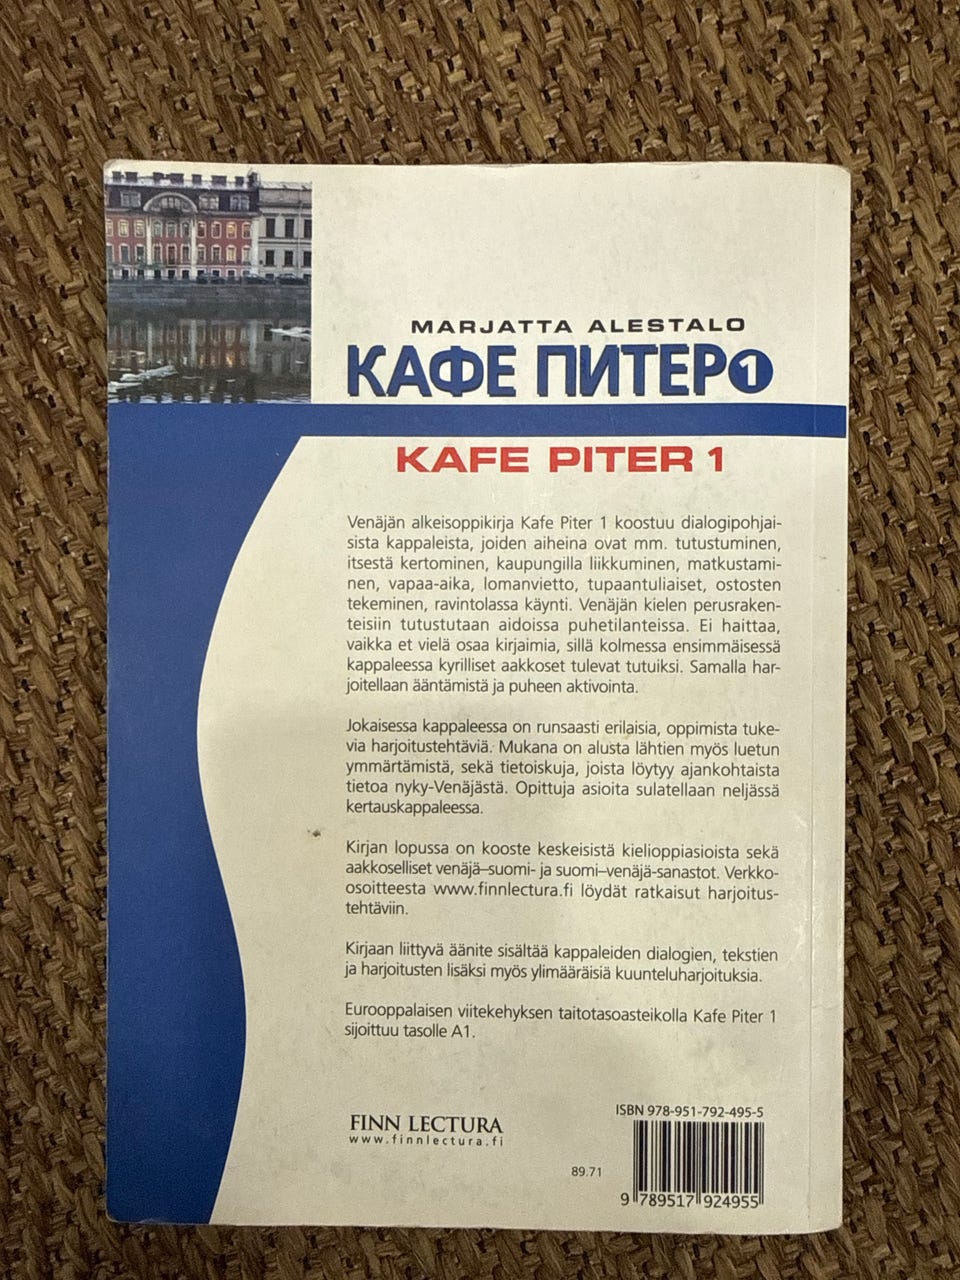 MARJATTA ALESTALO
КАФЕ ПИТЕР 1
KAFE PITER 1
Venäjän alkeisoppikirja Kafe Piter 1 koostuu dialogipohjai-
sista kappaleista, joiden aiheina ovat mm. tutustuminen,
itsestä kertominen, kaupungilla liikkuminen, matkustami-
nen, vapaa-aika, lomanvietto, tupaantuliaiset, ostosten
tekeminen, ravintolassa käynti. Venäjän kielen perusraken-
teisiin tutustutaan aidoissa puhetilanteissa. Ei haittaa,
vaikka et vielä osaa kirjaimia, sillä kolmessa ensimmäisessä
kappaleessa kyrilliset aakkoset tulevat tutuiksi. Samalla har-
joitellaan ääntämistä ja puheen aktivointa.
Jokaisessa kappaleessa on runsaasti erilaisia, oppimista tuke-
via harjoitustehtäviä. Mukana on alusta lähtien myös luetun
ymmärtämistä, sekä tietoiskuja, joista löytyy ajankohtaista
tietoa nyky-Venäjästä. Opittuja asioita sulatellaan neljässä
kertauskappaleessa.
Kirjan lopussa on kooste keskeisistä kielioppiasioista sekä
aakkoselliset venäjä–suomi- ja suomi–venäjä-sanastot. Verkko-
osoitteesta www.finnlectura.fi löydät ratkaisut harjoitus-
tehtäviin.
Kirjaan liittyvä äänite sisältää kappaleiden dialogien, tekstien
ja harjoitusten lisäksi myös ylimääräisiä kuunteluharjoituksia.
Eurooppalaisen viitekehyksen taitotasoasteikolla Kafe Piter 1
sijoittuu tasolle A1.
FINN LECTURA
www.finnlectura.fi
ISBN 978-951-792-495-5
89.71
9 789517 924955